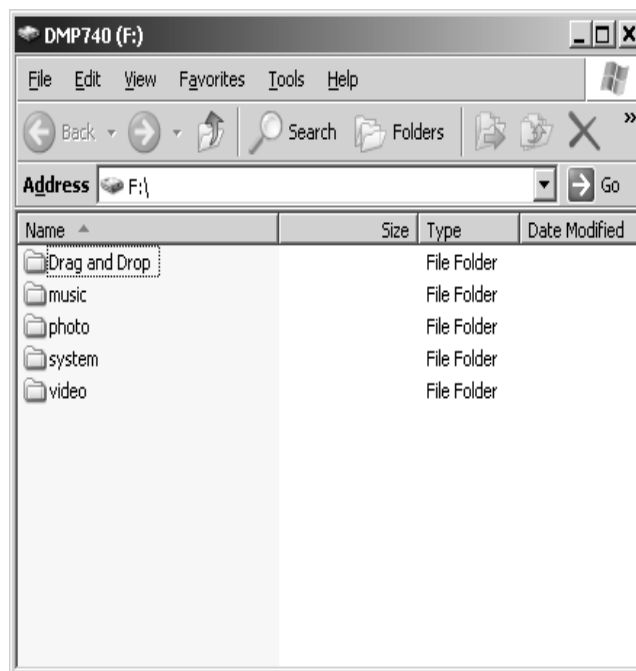 DMP740 (F:)
File Edit View Favorites Tools Help
Back Search Folders »
Address F:\ Go
Name Size Type Date Modified
Drag and Drop File Folder
music File Folder
photo File Folder
system File Folder
video File Folder